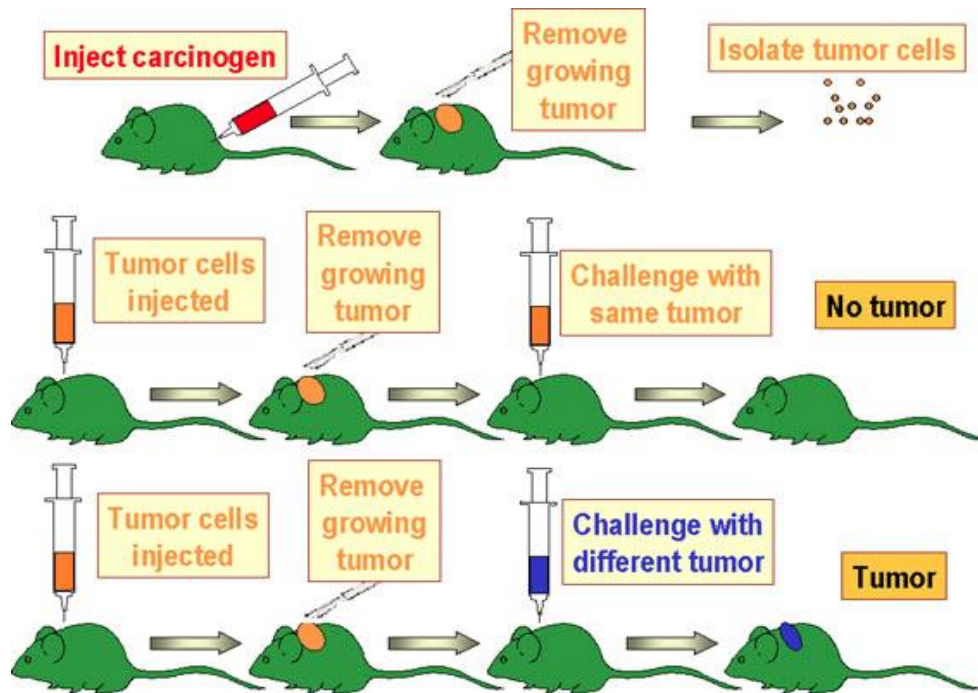 Inject carcinogen
Remove
growing
tumor
Isolate tumor cells
Tumor cells
injected
Remove
growing
tumor
Challenge with
same tumor
No tumor
Tumor cells
injected
Remove
growing
tumor
Challenge with
different tumor
Tumor